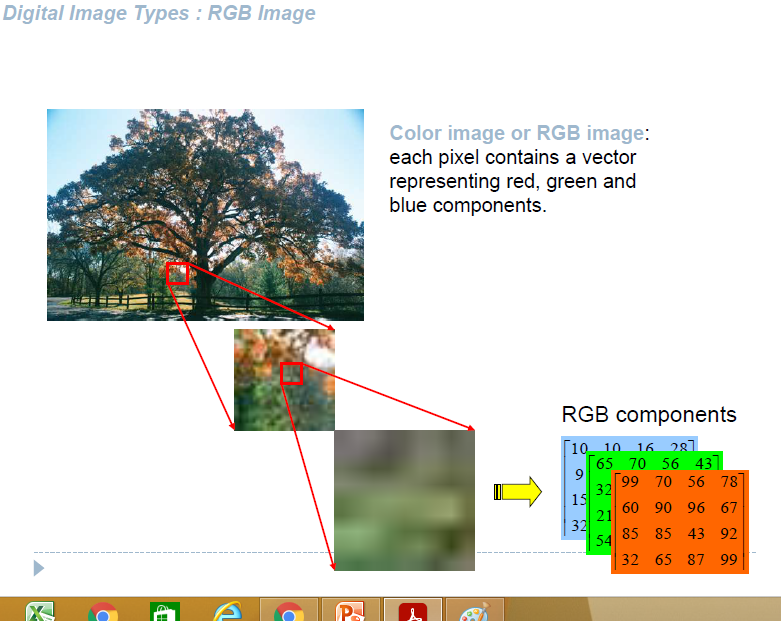 Digital Image Types : RGB Image
Color image or RGB image:
each pixel contains a vector
representing red, green and
blue components.
RGB components
10 10 16 28
9
15
32
65 70 56 43
32
21
54
99 70 56 78
60 90 96 67
85 85 43 92
32 65 87 99